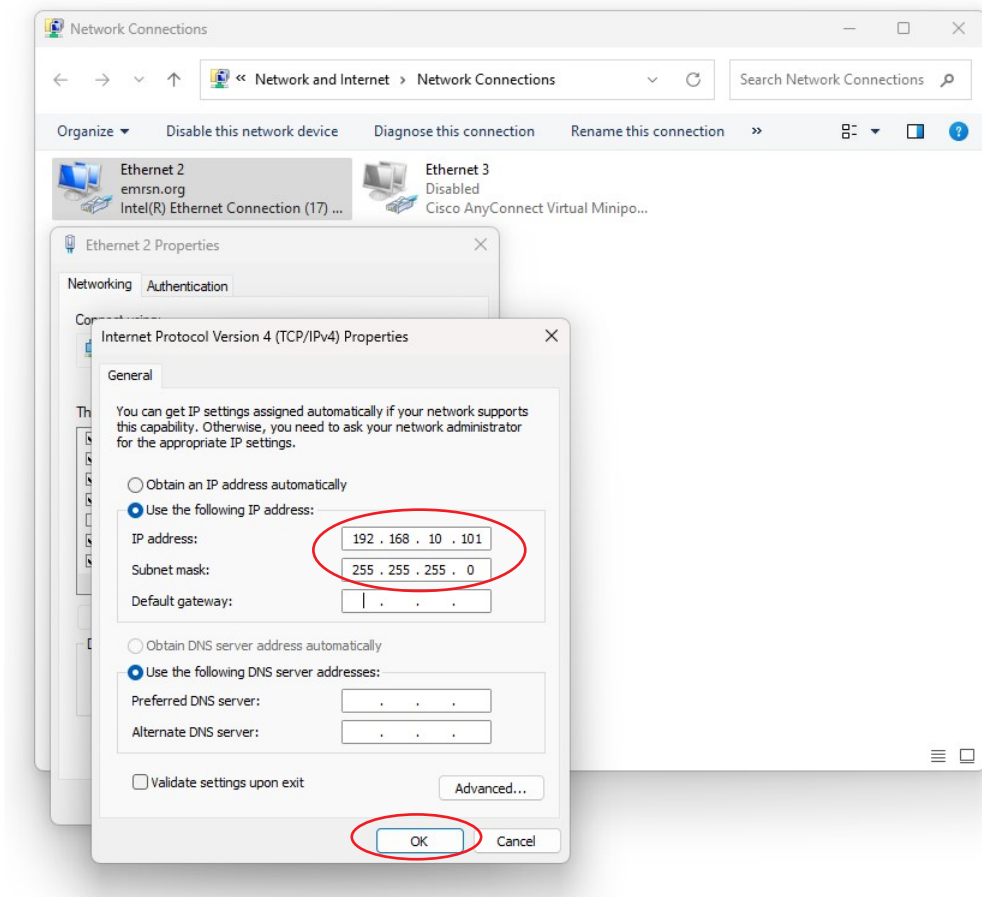 Network Connections
« Network and Internet > Network Connections
Search Network Connections
Organize Disable this network device Diagnose this connection Rename this connection »
Ethernet 2
emrsn.org
Intel(R) Ethernet Connection (17) ...
Ethernet 3
Disabled
Cisco AnyConnect Virtual Minipo...
Ethernet 2 Properties
Networking Authentication
Internet Protocol Version 4 (TCP/IPv4) Properties
General
You can get IP settings assigned automatically if your network supports
this capability. Otherwise, you need to ask your network administrator
for the appropriate IP settings.
Obtain an IP address automatically
Use the following IP address:
IP address: 192 . 168 . 10 . 101
Subnet mask: 255 . 255 . 255 . 0
Default gateway: . . .
Obtain DNS server address automatically
Use the following DNS server addresses:
Preferred DNS server: . . .
Alternate DNS server: . . .
Validate settings upon exit
Advanced...
OK Cancel